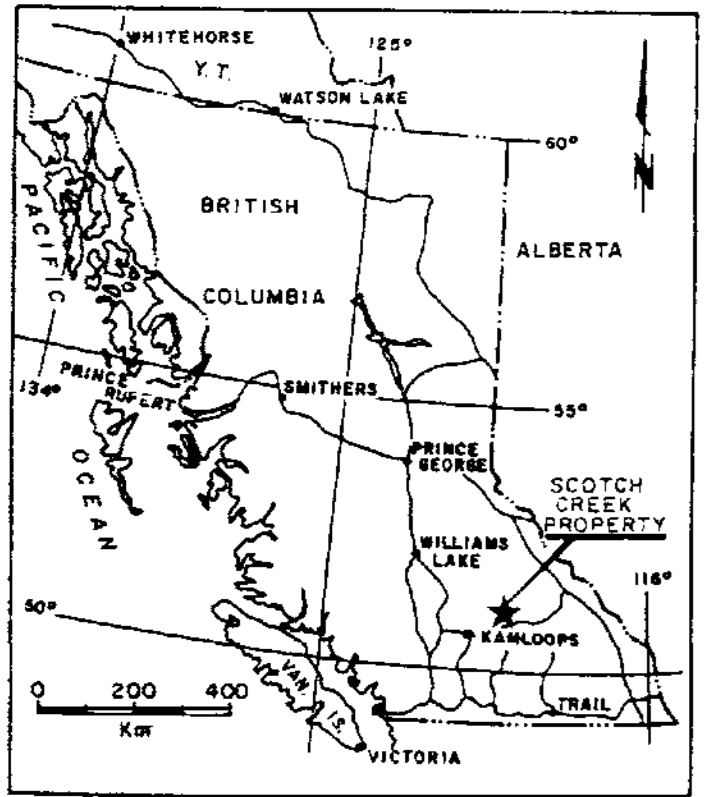 WHITEHORSE
Y.T.
125°
WATSON LAKE
60°
N
PACIFIC
BRITISH
ALBERTA
COLUMBIA
134°
PRINCE
RUPERT
SMITHERS
55°
OCEAN
PRINCE
GEORGE
SCOTCH
CREEK
PROPERTY
WILLIAMS
LAKE
116°
50°
KAMLOOPS
VAN.
IS.
0 200 400
Km
TRAIL
VICTORIA